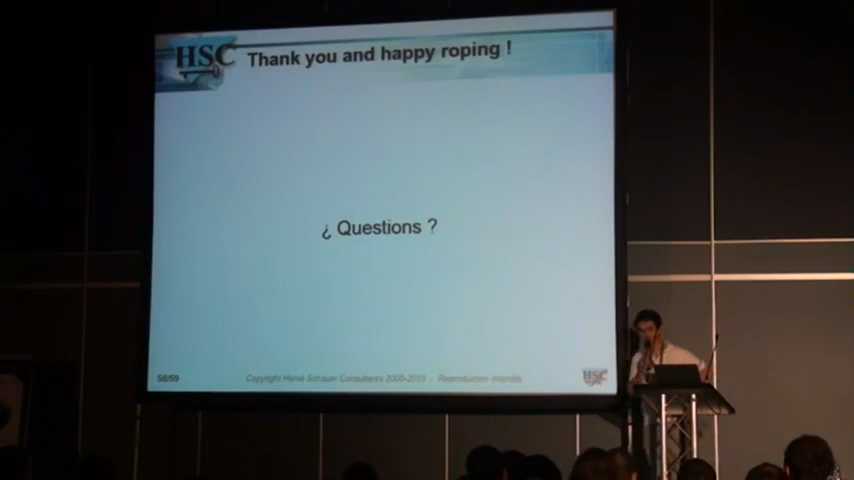 HSC
Thank you and happy roping !
¿ Questions ?
58/59
Copyright Hervé Schauer Consultants 2000-2010 - Reproduction Interdite
HSC